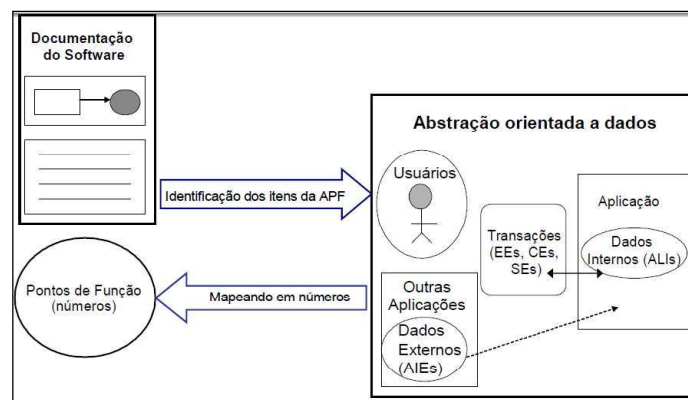 Documentação
do Software
Identificação dos itens da APF
Pontos de Função
(números)
Mapeando em números
Abstração orientada a dados
Usuários
Transações
(EEs, CEs,
SEs)
Aplicação
Dados
Internos (ALIs)
Outras
Aplicações
Dados
Externos
(AIEs)